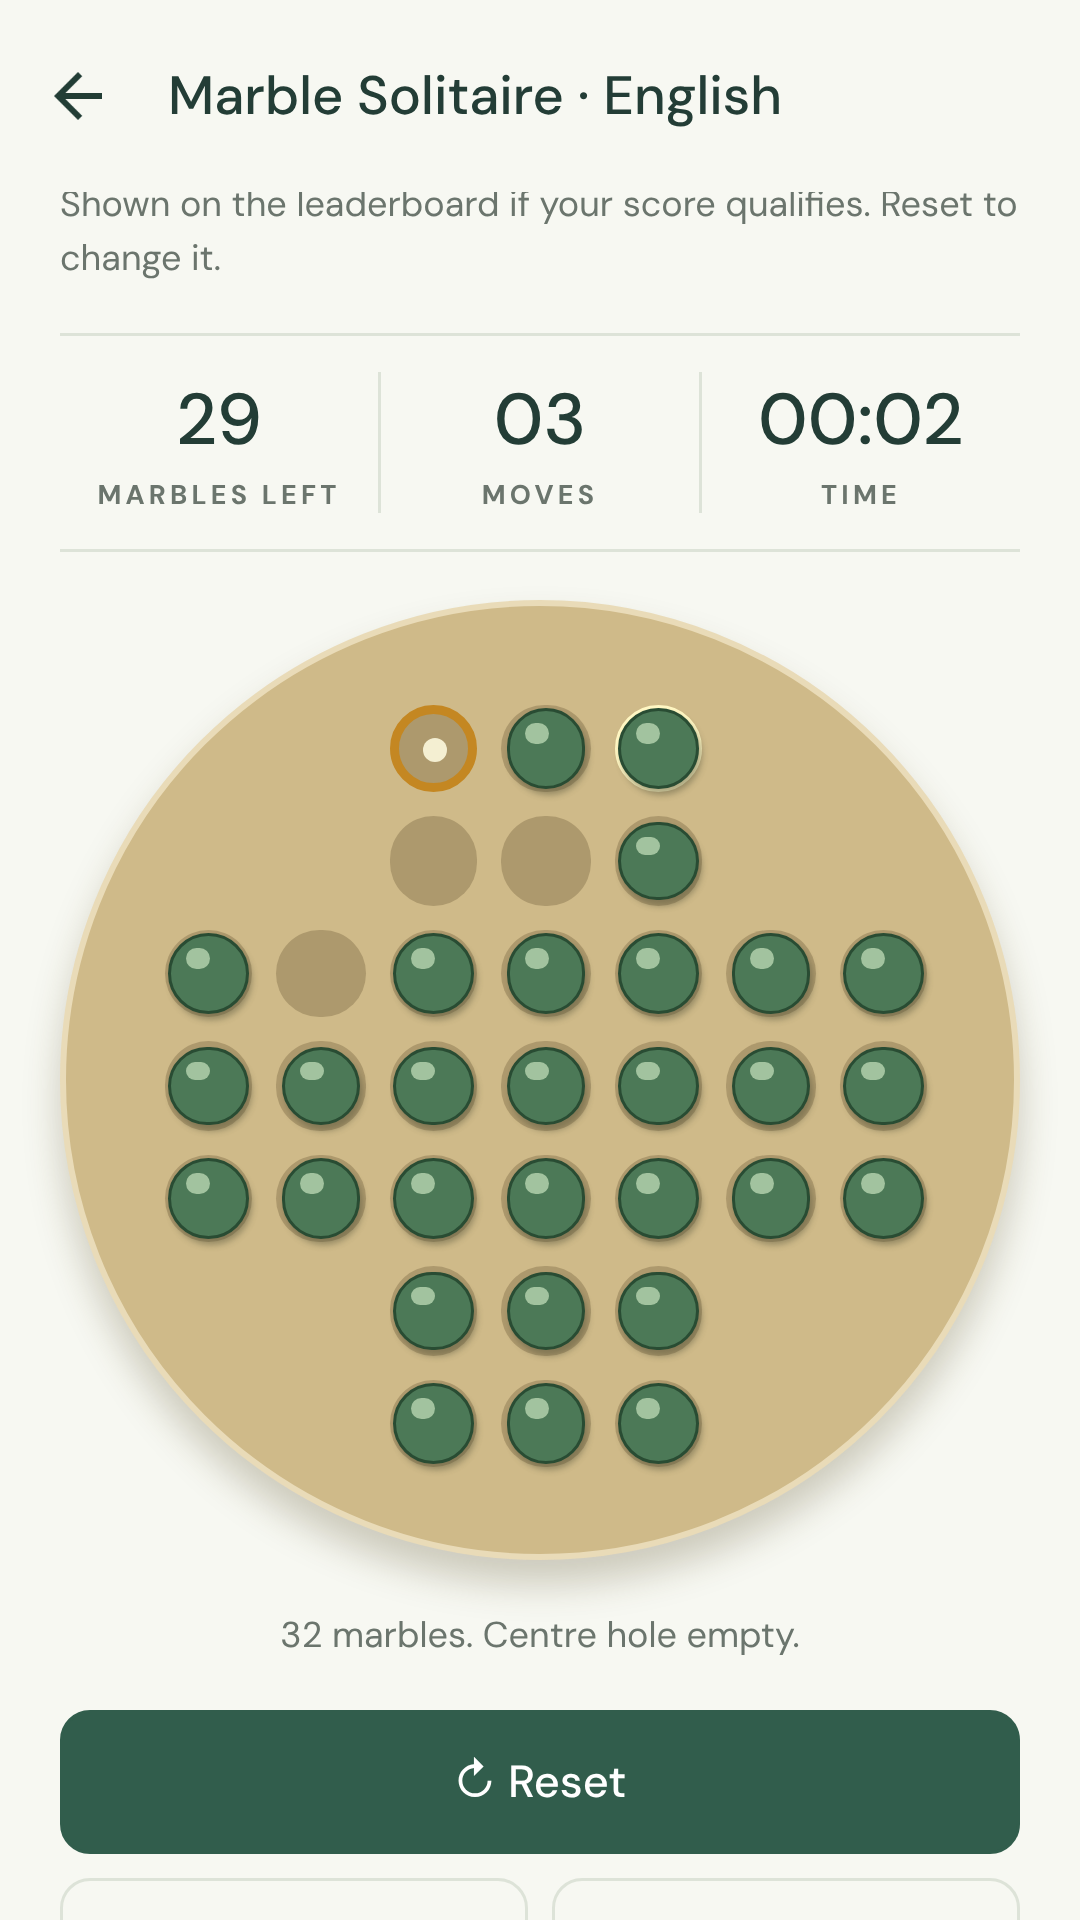 Marble Solitaire · English
Shown on the leaderboard if your score qualifies. Reset to
change it.
29
MARBLES LEFT
03
MOVES
00:02
TIME
32 marbles. Centre hole empty.
Reset